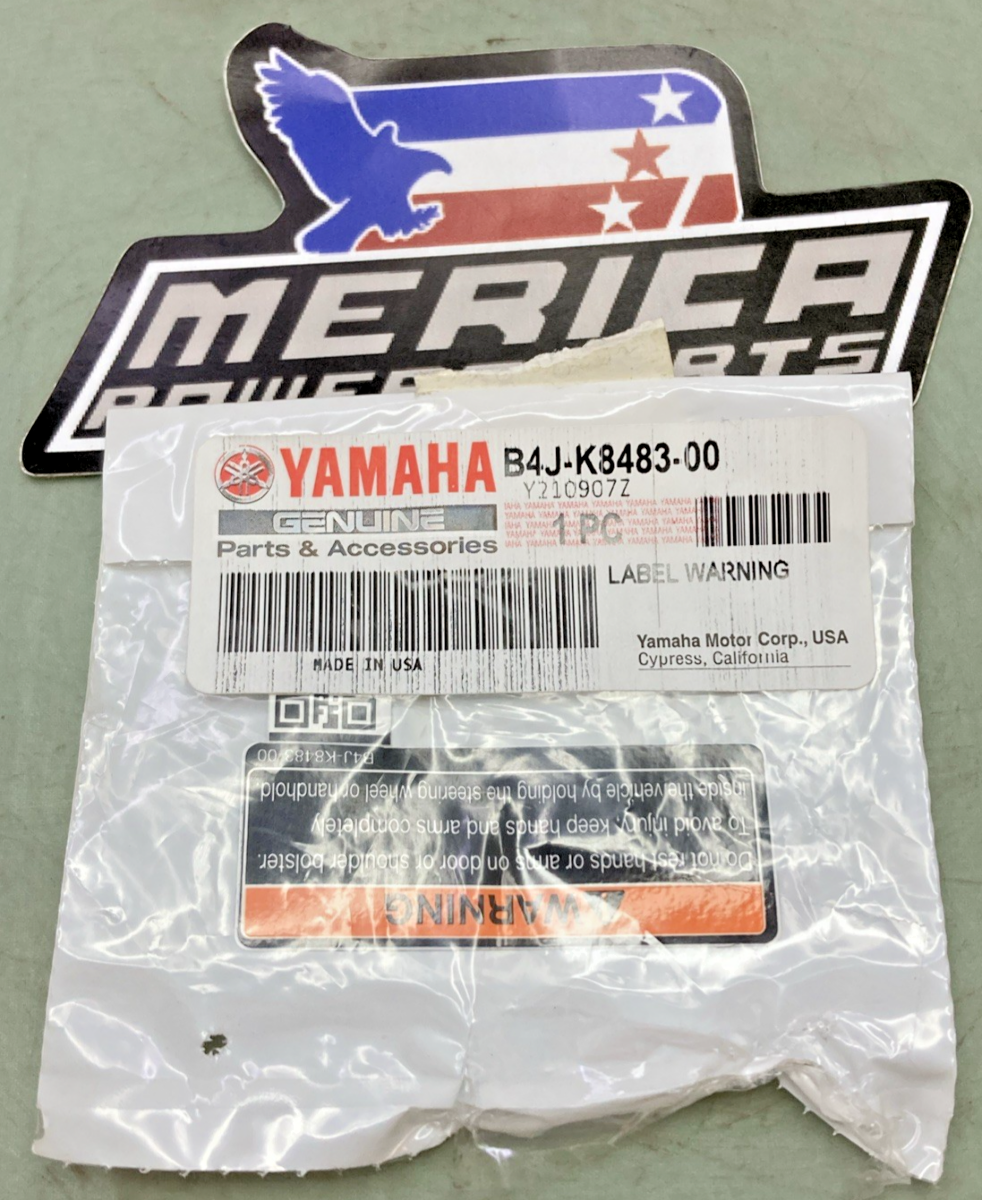 MERICA
POWERSPORTS
YAMAHA B4J-K8483-00
Y210907Z
GENUINE
1 PC
Parts & Accessories
LABEL WARNING
Yamaha Motor Corp., USA
MADE IN USA
Cypress, California
B4J-K8483-00
WARNING
Do not rest hands or arms on door or shoulder bolster.
To avoid injury, keep hands and arms completely
inside the vehicle by holding the steering wheel or handhold